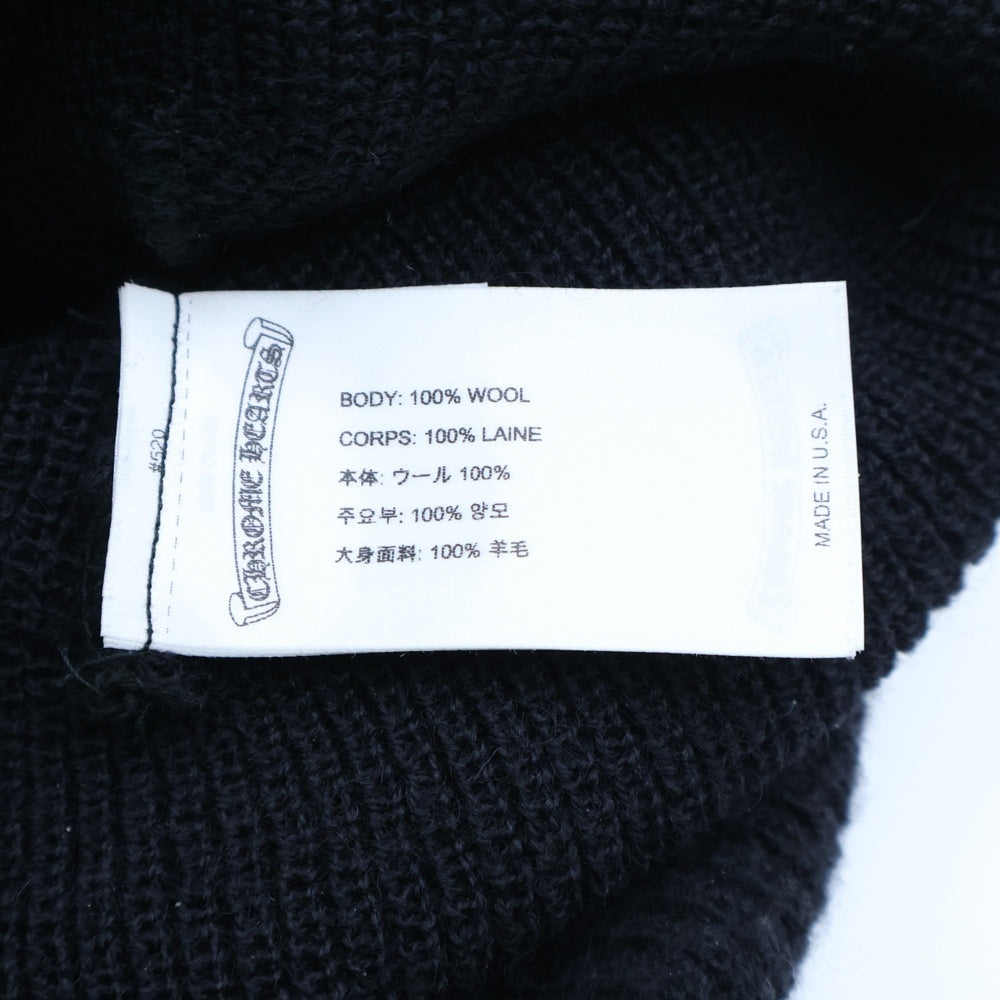 #620
CHROME HEARTS
BODY: 100% WOOL
CORPS: 100% LAINE
本体: ウール 100%
주요부: 100% 양모
大身面料: 100% 羊毛
MADE IN U.S.A.